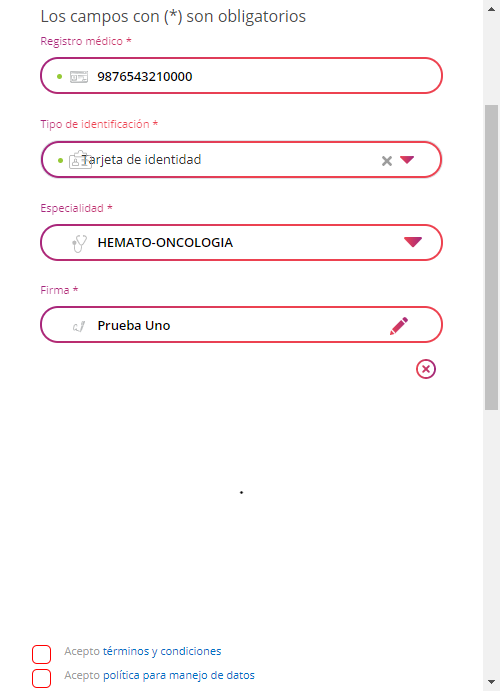 Los campos con (*) son obligatorios
Registro médico *
9876543210000
Tipo de identificación *
Tarjeta de identidad
Especialidad *
HEMATO-ONCOLOGIA
Firma *
Prueba Uno
Acepto términos y condiciones
Acepto política para manejo de datos